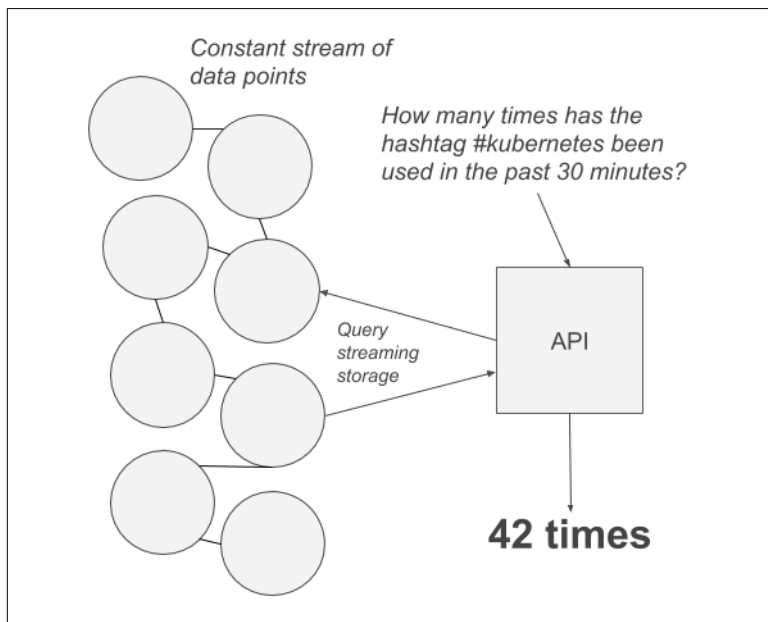 Constant stream of
data points
How many times has the
hashtag #kubernetes been
used in the past 30 minutes?
Query
streaming
storage
API
42 times